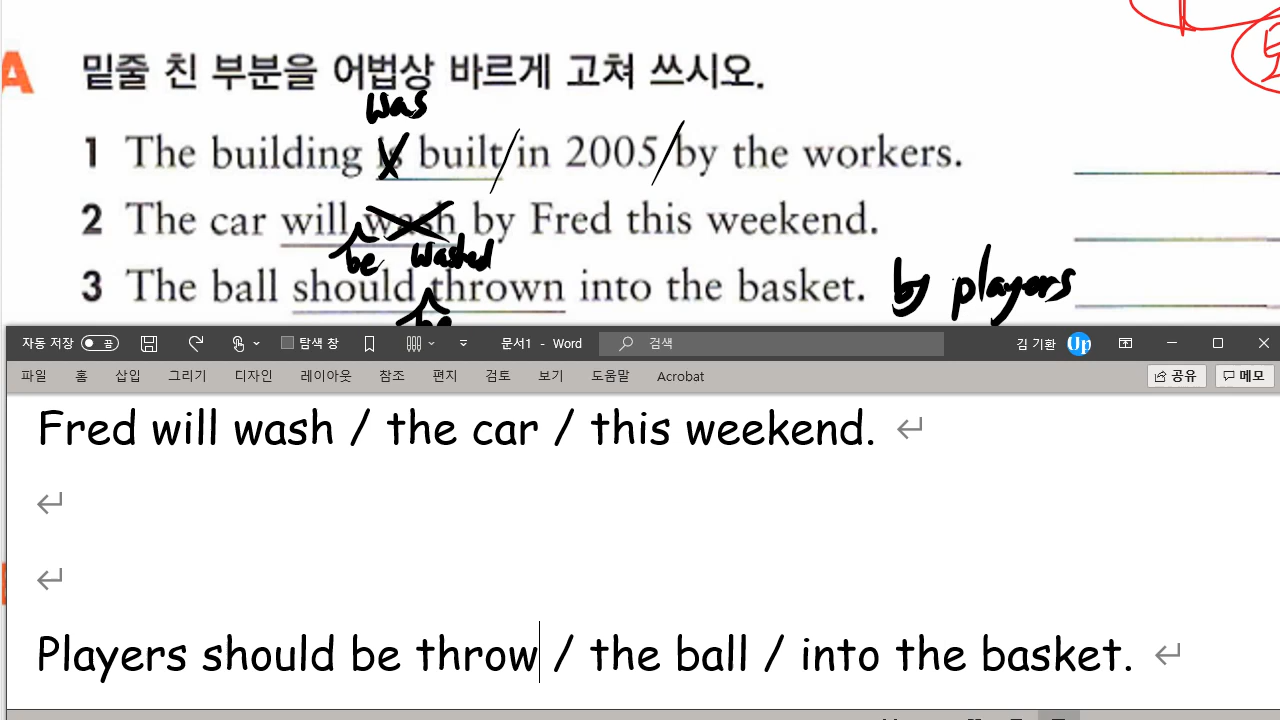 A 밑줄 친 부분을 어법상 바르게 고쳐 쓰시오.
was
1 The building is built / in 2005 / by the workers.
2 The car will wash by Fred this weekend.
be washed
3 The ball should thrown into the basket. by players
be
자동 저장 끔 탐색 창 문서1 - Word 검색 김 기환 Up
파일 홈 삽입 그리기 디자인 레이아웃 참조 편지 검토 보기 도움말 Acrobat 공유 메모
Fred will wash / the car / this weekend.
Players should be throw / the ball / into the basket.